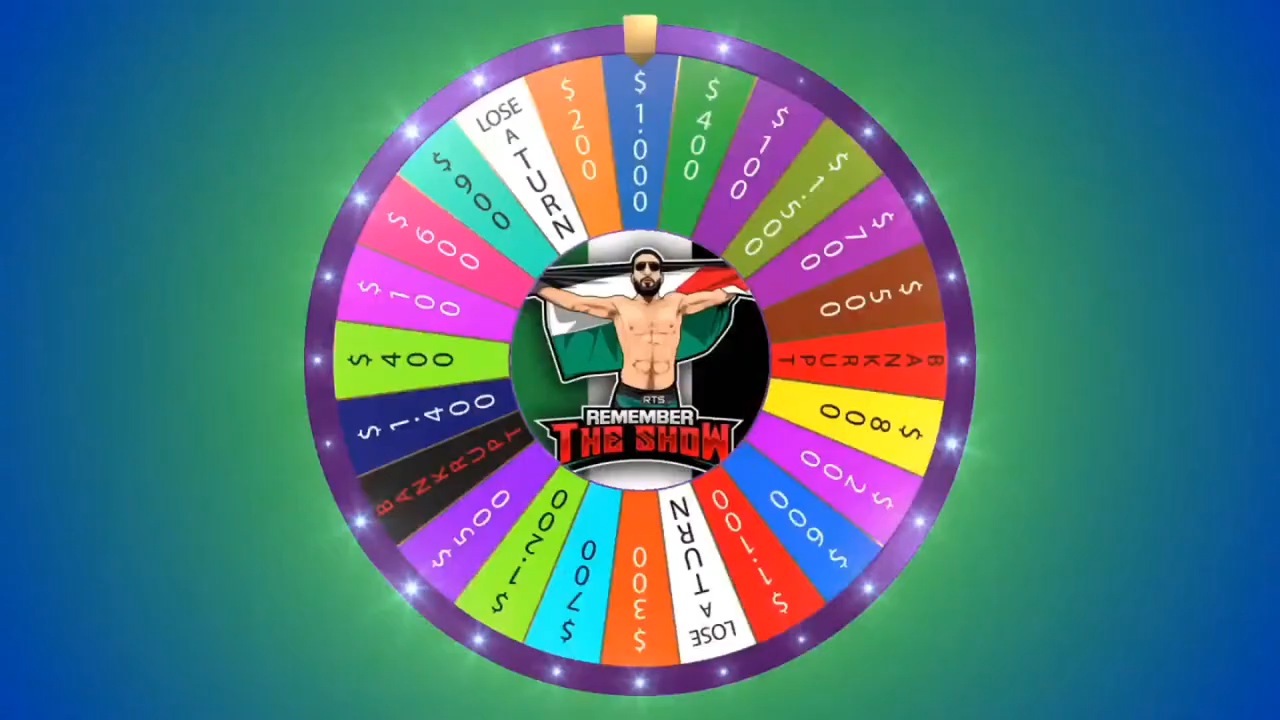 $1.000
$400
$100
$1.500
$700
$500
BANKRUPT
$800
$200
$600
$1.100
LOSE A TURN
$300
$700
$1.200
$500
BANKRUPT
$1.400
$400
$100
$600
$900
LOSE A TURN
$200
RTS
REMEMBER
THE SHOW